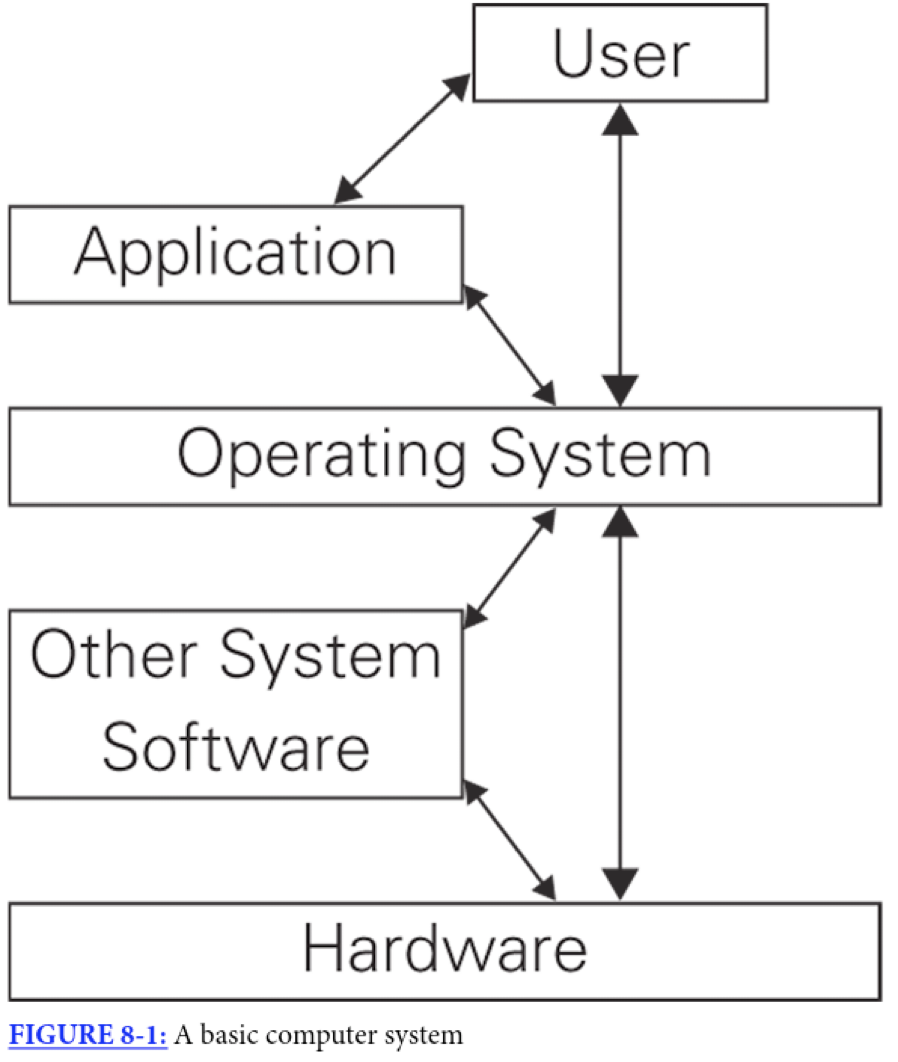 User
Application
Operating System
Other System
Software
Hardware
FIGURE 8-1: A basic computer system